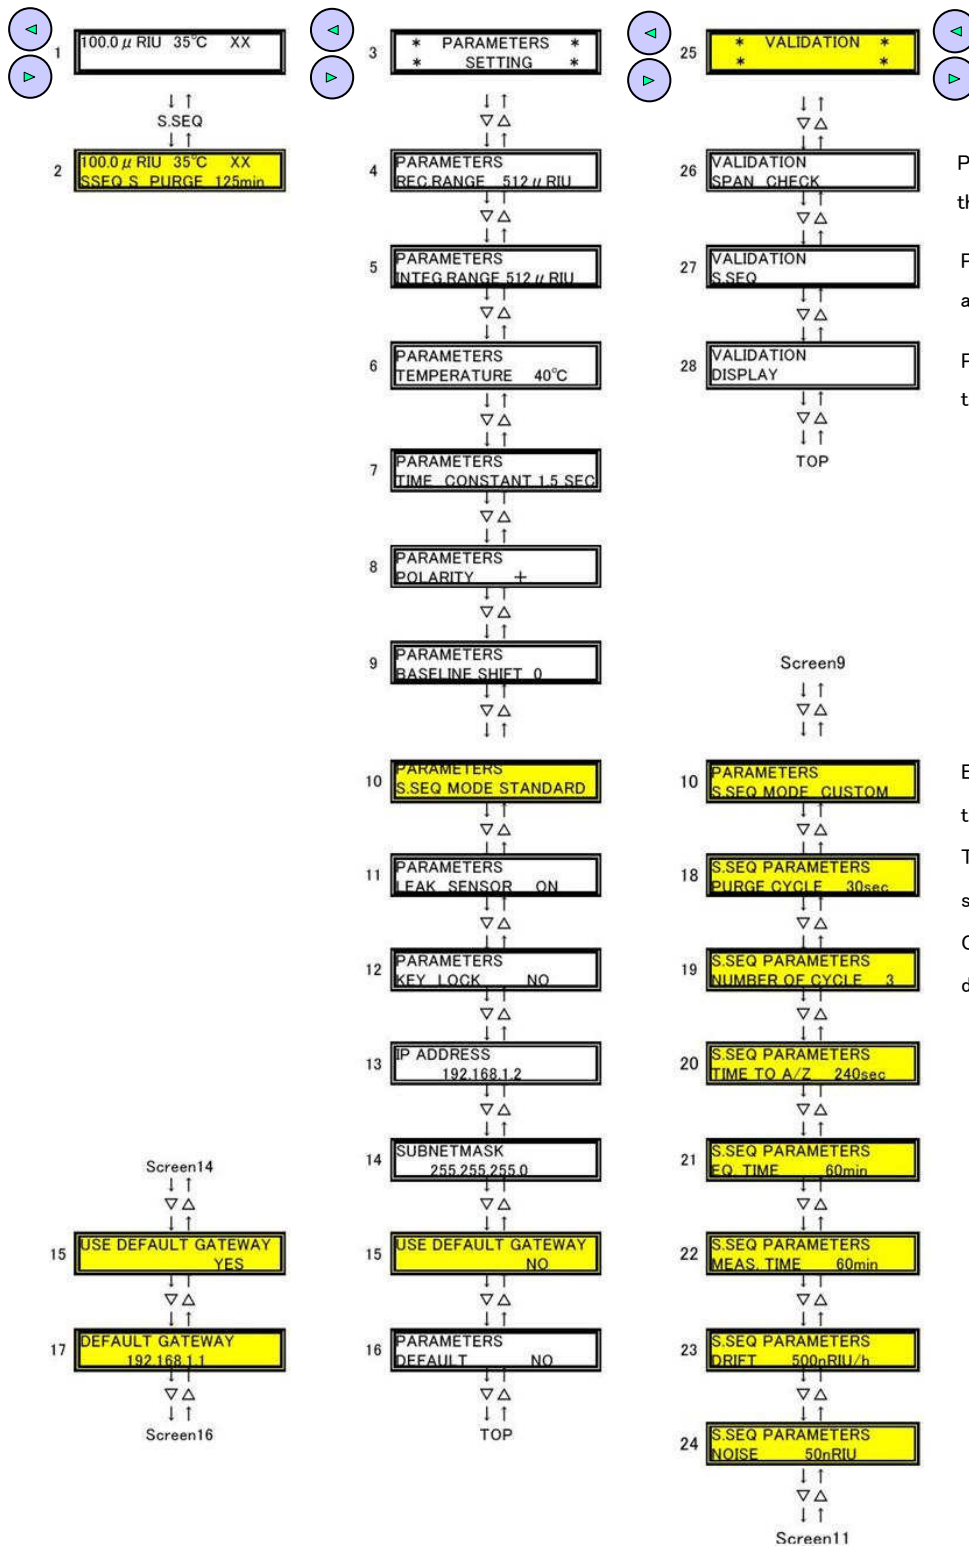 1
100.0 μ RIU 35℃ XX
↓ ↑
S.SEQ
↓ ↑
2
100.0 μ RIU 35℃ XX
SSEQ S PURGE 125min
Screen14
↓ ↑
▽ △
↓ ↑
15
USE DEFAULT GATEWAY
YES
↓ ↑
▽ △
↓ ↑
17
DEFAULT GATEWAY
192.168.1.1
▽ △
↓ ↑
Screen16
3
* PARAMETERS *
* SETTING *
↓ ↑
▽ △
↓ ↑
4
PARAMETERS
REC.RANGE 512 μ RIU
↓ ↑
▽ △
↓ ↑
5
PARAMETERS
INTEG.RANGE 512 μ RIU
↓ ↑
▽ △
↓ ↑
6
PARAMETERS
TEMPERATURE 40℃
↓ ↑
▽ △
↓ ↑
7
PARAMETERS
TIME CONSTANT 1.5 SEC
↓ ↑
▽ △
↓ ↑
8
PARAMETERS
POLARITY +
↓ ↑
▽ △
↓ ↑
9
PARAMETERS
BASELINE SHIFT 0
↓ ↑
▽ △
↓ ↑
10
PARAMETERS
S.SEQ MODE STANDARD
↓ ↑
▽ △
↓ ↑
11
PARAMETERS
LEAK SENSOR ON
↓ ↑
▽ △
↓ ↑
12
PARAMETERS
KEY LOCK NO
↓ ↑
▽ △
↓ ↑
13
IP ADDRESS
192.168.1.2
↓ ↑
▽ △
↓ ↑
14
SUBNETMASK
255.255.255.0
↓ ↑
▽ △
↓ ↑
15
USE DEFAULT GATEWAY
NO
↓ ↑
▽ △
↓ ↑
16
PARAMETERS
DEFAULT NO
↓ ↑
▽ △
↓ ↑
TOP
25
* VALIDATION *
* *
↓ ↑
▽ △
↓ ↑
26
VALIDATION
SPAN CHECK
↓ ↑
▽ △
↓ ↑
27
VALIDATION
S.SEQ
↓ ↑
▽ △
↓ ↑
28
VALIDATION
DISPLAY
↓ ↑
▽ △
↓ ↑
TOP
Screen9
↓ ↑
▽ △
↓ ↑
10
PARAMETERS
S.SEQ MODE CUSTOM
↓ ↑
▽ △
↓ ↑
18
S.SEQ PARAMETERS
PURGE CYCLE 30sec
↓ ↑
▽ △
↓ ↑
19
S.SEQ PARAMETERS
NUMBER OF CYCLE 3
↓ ↑
▽ △
↓ ↑
20
S.SEQ PARAMETERS
TIME TO A/Z 240sec
↓ ↑
▽ △
↓ ↑
21
S.SEQ PARAMETERS
EQ. TIME 60min
↓ ↑
▽ △
↓ ↑
22
S.SEQ PARAMETERS
MEAS. TIME 60min
↓ ↑
▽ △
↓ ↑
23
S.SEQ PARAMETERS
DRIFT 500nRIU/h
↓ ↑
▽ △
↓ ↑
24
S.SEQ PARAMETERS
NOISE 50nRIU
↓ ↑
▽ △
↓ ↑
Screen11